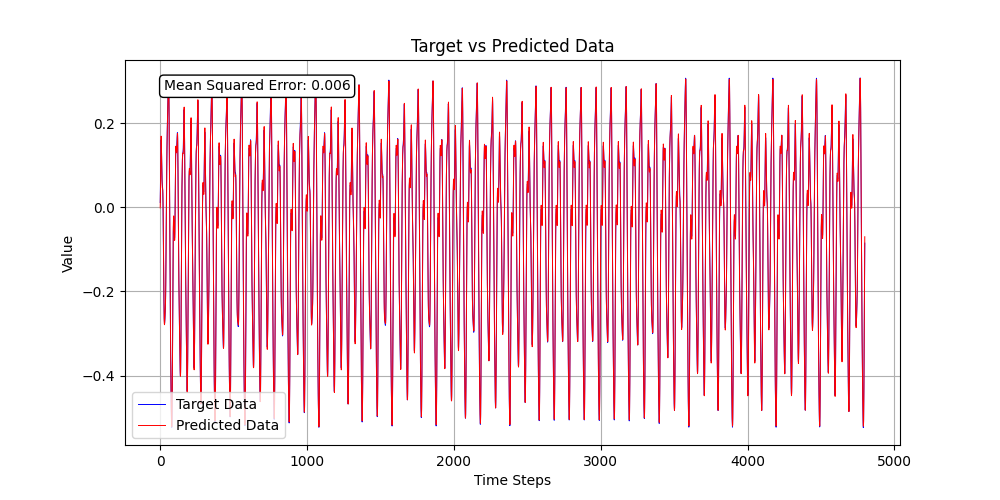 Target vs Predicted Data
Mean Squared Error: 0.006
0.2
0.0
−0.2
−0.4
Value
Target Data
Predicted Data
0
1000
2000
3000
4000
5000
Time Steps